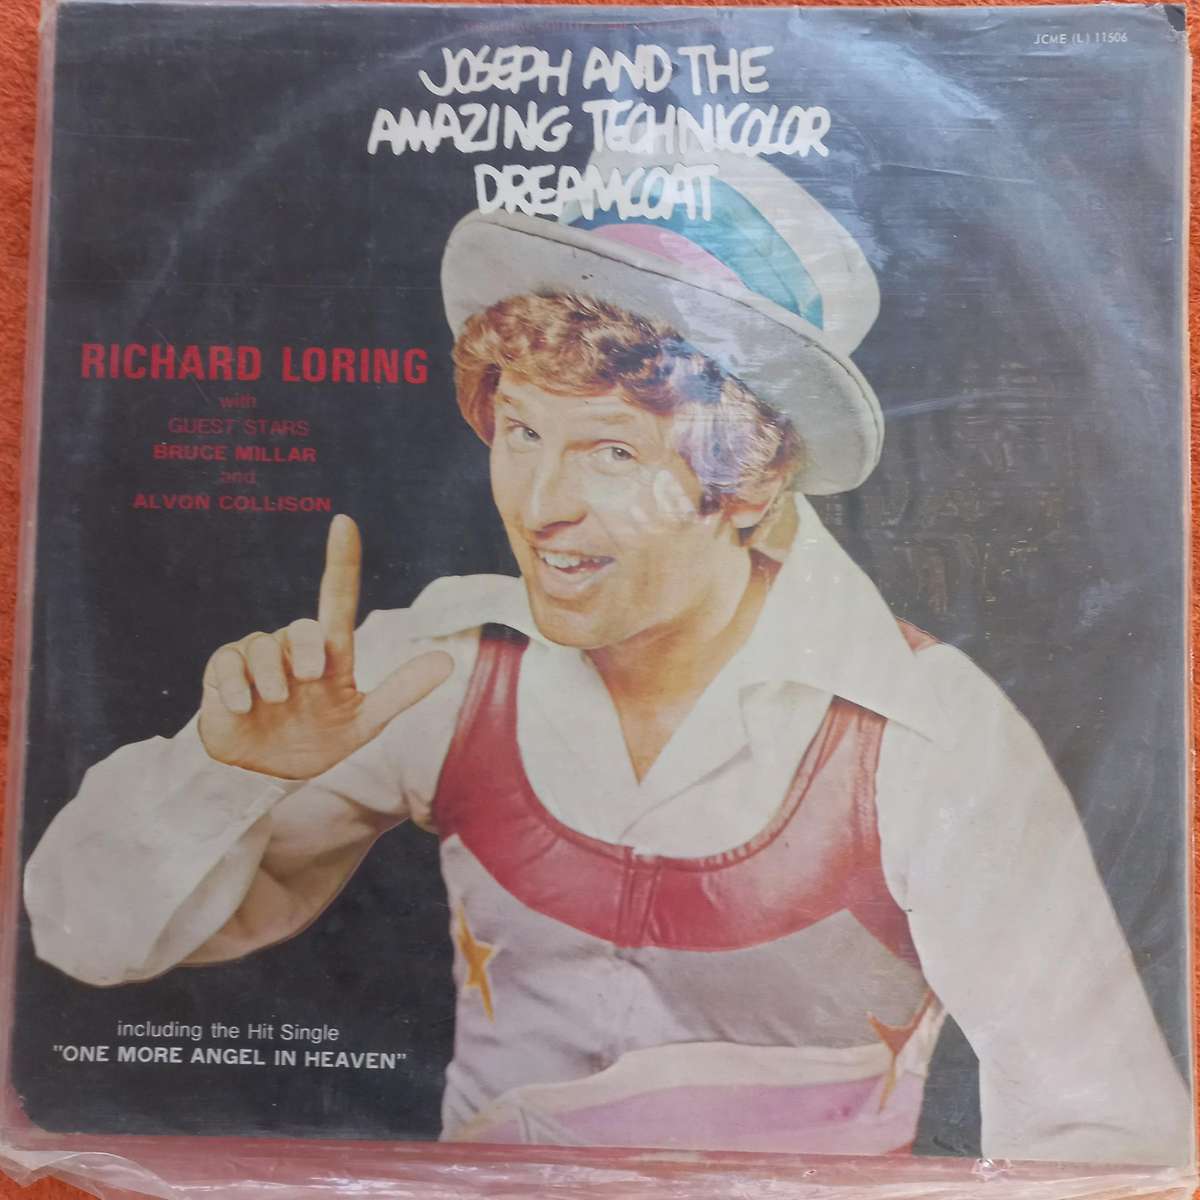 JCME (L) 11506
JOSEPH AND THE
AMAZING TECHNICOLOR
DREAMCOAT
RICHARD LORING
with
GUEST STARS
BRUCE MILLAR
and
ALVON COLLISON
including the Hit Single
"ONE MORE ANGEL IN HEAVEN"